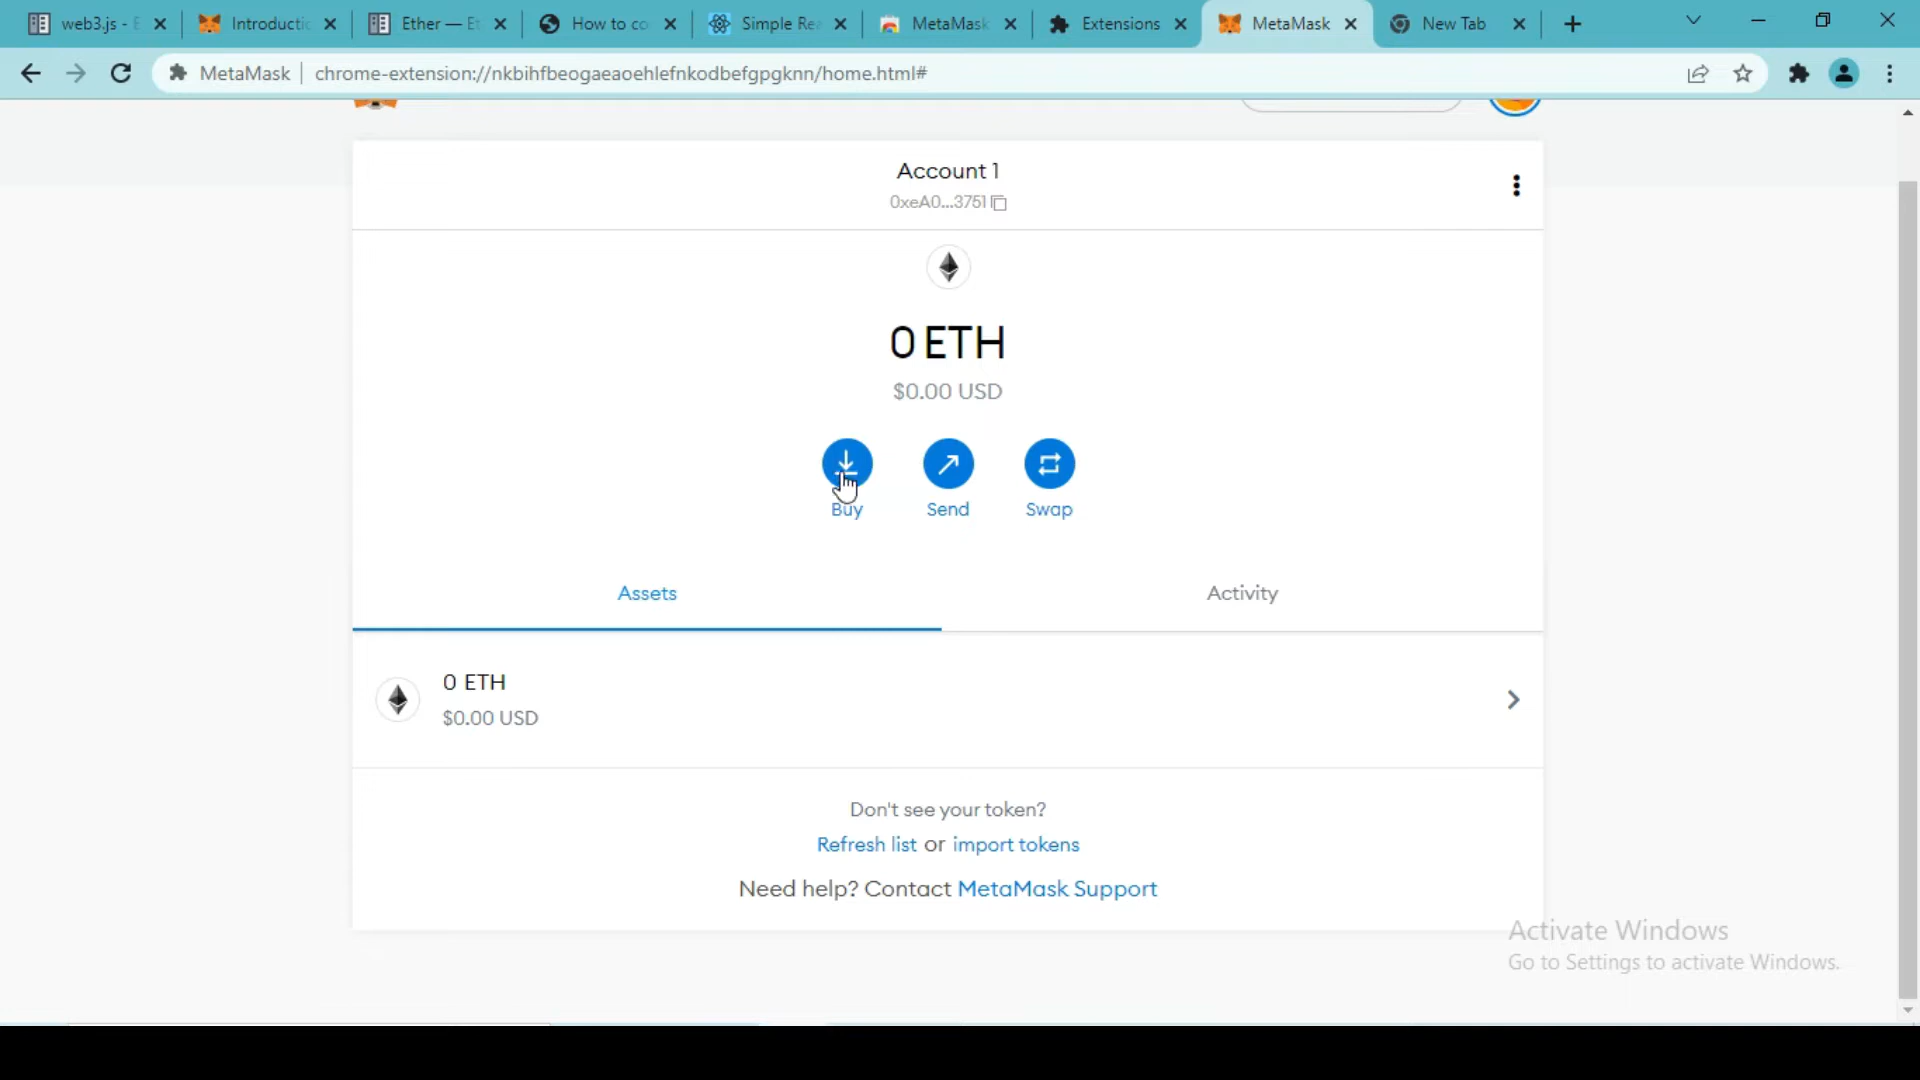 web3.js - E
Introductic
Ether — Et
How to co
Simple Rea
MetaMask
Extensions
MetaMask
New Tab
MetaMask
chrome-extension://nkbihfbeogaeaoehlefnkodbefgpgknn/home.html#
Account 1
0xeA0...3751
0 ETH
$0.00 USD
Buy
Send
Swap
Assets
Activity
0 ETH
$0.00 USD
Don't see your token?
Refresh list or import tokens
Need help? Contact MetaMask Support
Activate Windows
Go to Settings to activate Windows.